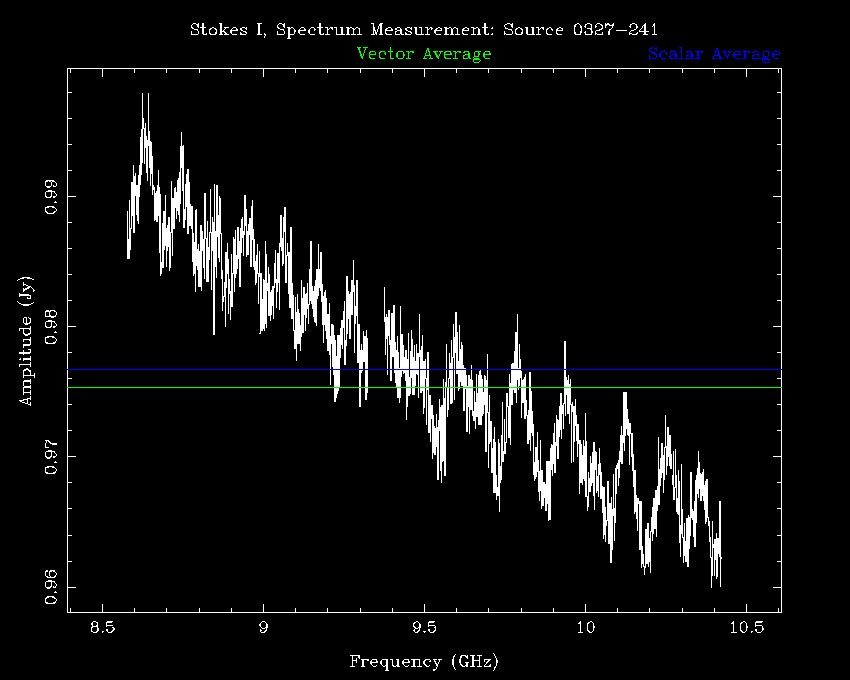 Stokes I, Spectrum Measurement: Source 0327-241
Vector Average Scalar Average
Amplitude (Jy)
0.99
0.98
0.97
0.96
8.5 9 9.5 10 10.5
Frequency (GHz)